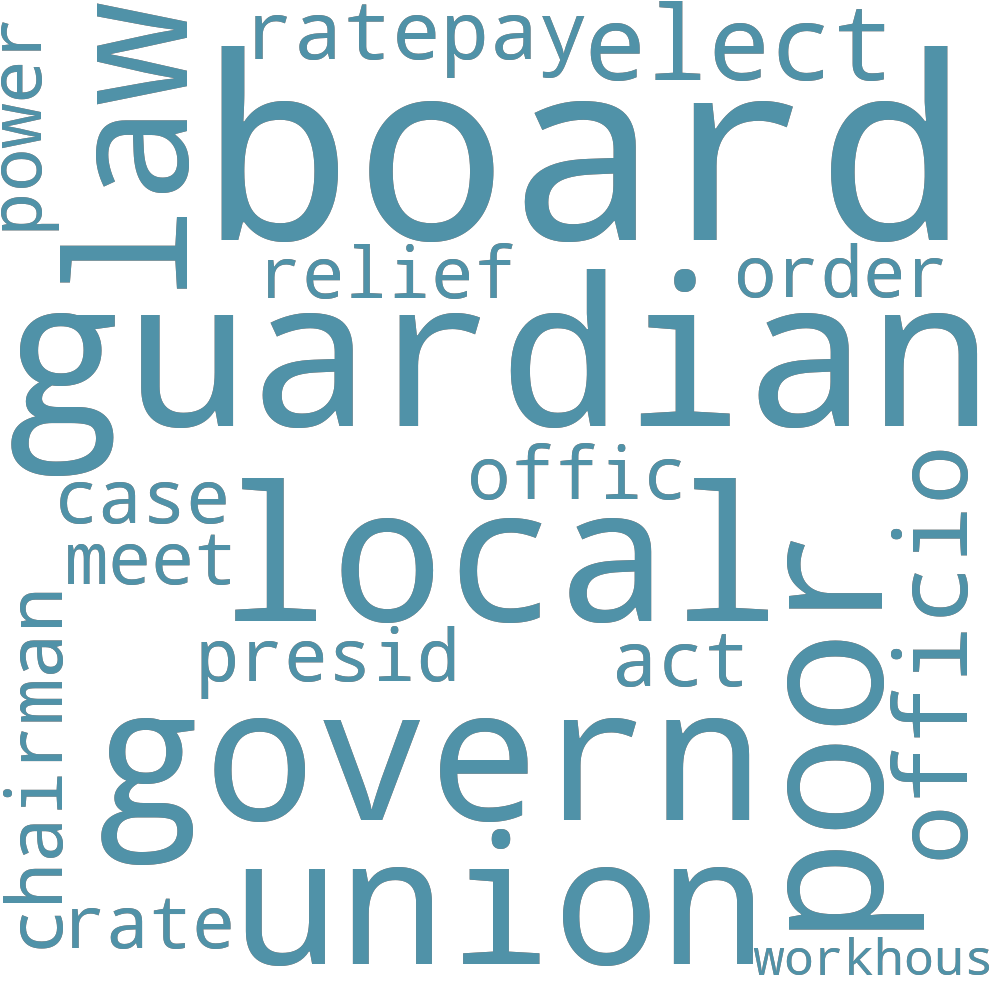 ratepay
elect
power
law
board
relief
order
guardian
offic
case
local
officio
meet
poor
presid
act
chairman
govern
union
rate
workhous